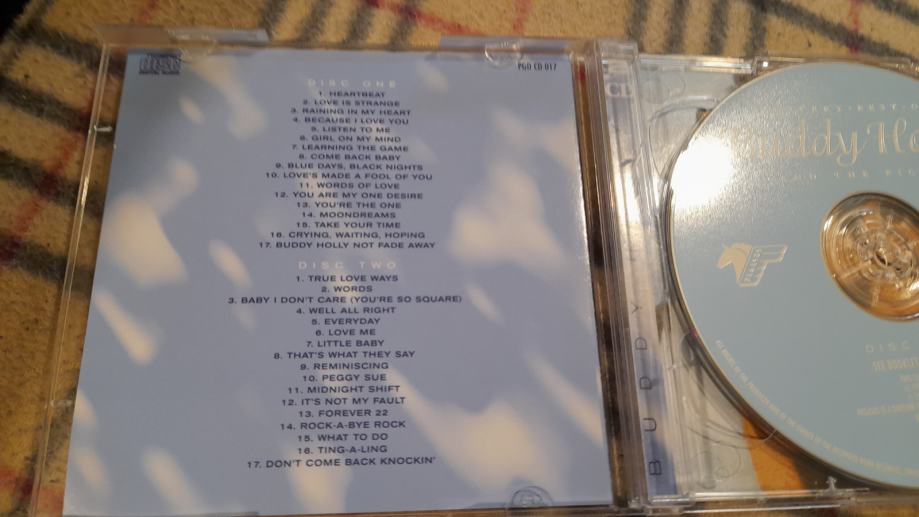 disc
DIGITAL AUDIO
PGD CD 017
DISC ONE
1. HEARTBEAT
2. LOVE IS STRANGE
3. RAINING IN MY HEART
4. BECAUSE I LOVE YOU
5. LISTEN TO ME
6. GIRL ON MY MIND
7. LEARNING THE GAME
8. COME BACK BABY
9. BLUE DAYS, BLACK NIGHTS
10. LOVE'S MADE A FOOL OF YOU
11. WORDS OF LOVE
12. YOU ARE MY ONE DESIRE
13. YOU'RE THE ONE
14. MOONDREAMS
15. TAKE YOUR TIME
16. CRYING, WAITING, HOPING
17. BUDDY HOLLY NOT FADE AWAY
DISC TWO
1. TRUE LOVE WAYS
2. WORDS
3. BABY I DON'T CARE (YOU'RE SO SQUARE)
4. WELL ALL RIGHT
5. EVERYDAY
6. LOVE ME
7. LITTLE BABY
8. THAT'S WHAT THEY SAY
9. REMINISCING
10. PEGGY SUE
11. MIDNIGHT SHIFT
12. IT'S NOT MY FAULT
13. FOREVER 22
14. ROCK-A-BYE ROCK
15. WHAT TO DO
16. TING-A-LING
17. DON'T COME BACK KNOCKIN'
CD
BUDDY
DISC